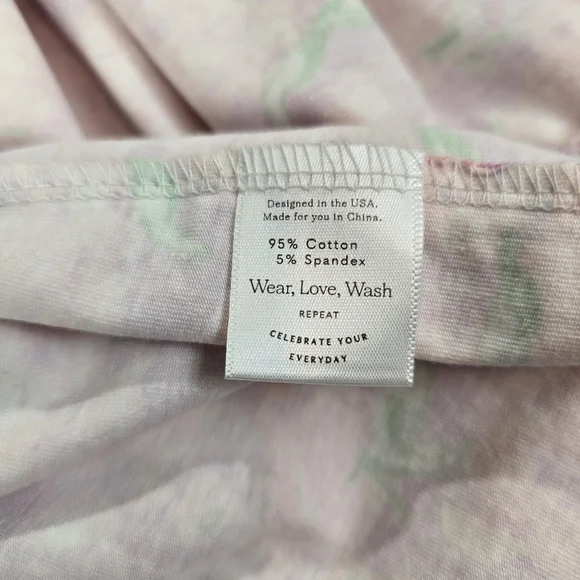 Designed in the USA.
Made for you in China.
95% Cotton
5% Spandex
Wear, Love, Wash
REPEAT
CELEBRATE YOUR
EVERYDAY